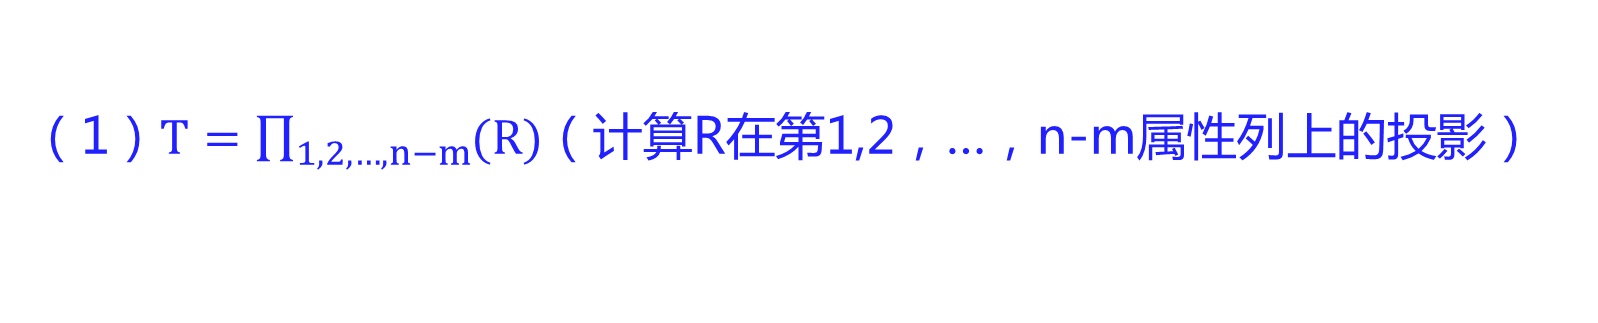 （1）T = ∏1,2,…,n−m(R)（计算R在第1,2，…，n-m属性列上的投影）